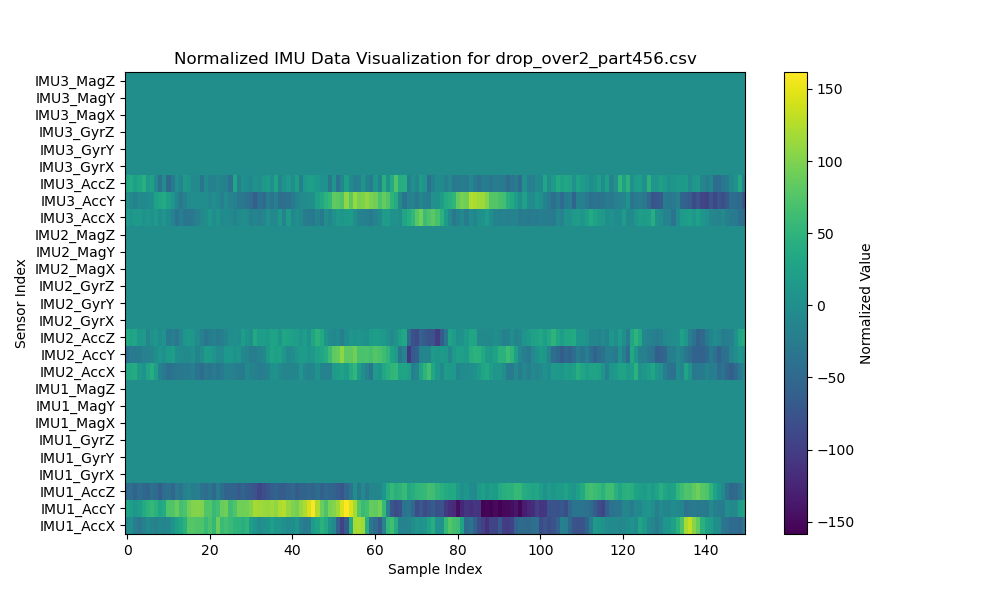 Normalized IMU Data Visualization for drop_over2_part456.csv
IMU3_MagZ
IMU3_MagY
IMU3_MagX
IMU3_GyrZ
IMU3_GyrY
IMU3_GyrX
IMU3_AccZ
IMU3_AccY
IMU3_AccX
IMU2_MagZ
IMU2_MagY
IMU2_MagX
IMU2_GyrZ
IMU2_GyrY
IMU2_GyrX
IMU2_AccZ
IMU2_AccY
IMU2_AccX
IMU1_MagZ
IMU1_MagY
IMU1_MagX
IMU1_GyrZ
IMU1_GyrY
IMU1_GyrX
IMU1_AccZ
IMU1_AccY
IMU1_AccX
Sensor Index
0 20 40 60 80 100 120 140
Sample Index
150
100
50
0
−50
−100
−150
Normalized Value